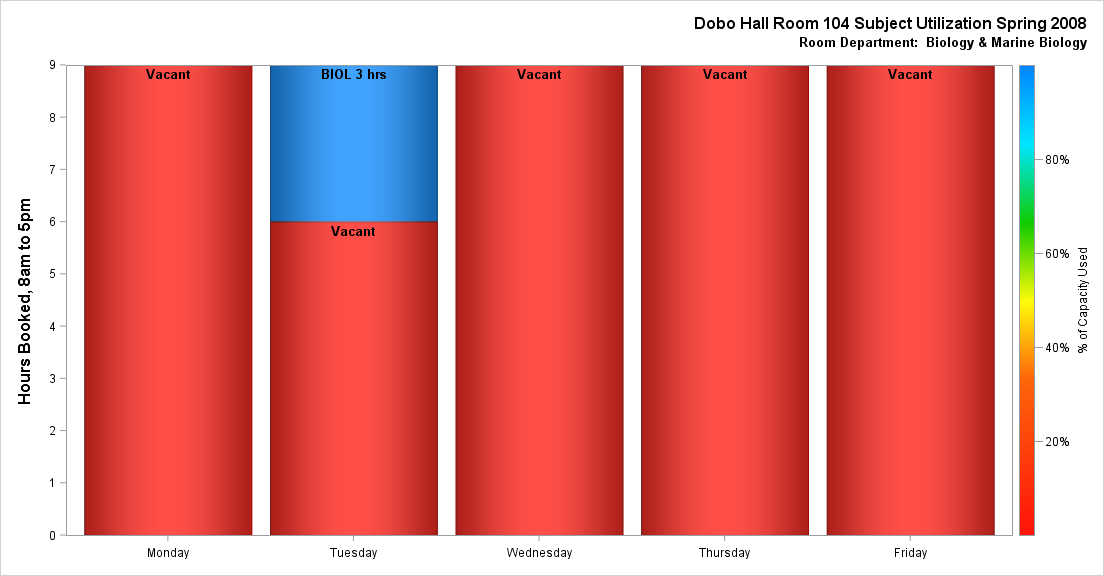 Dobo Hall Room 104 Subject Utilization Spring 2008
Room Department: Biology & Marine Biology
Hours Booked, 8am to 5pm
9
8
7
6
5
4
3
2
1
0
Vacant
BIOL 3 hrs
Vacant
Vacant
Vacant
Vacant
Monday
Tuesday
Wednesday
Thursday
Friday
80%
60%
40%
20%
% of Capacity Used